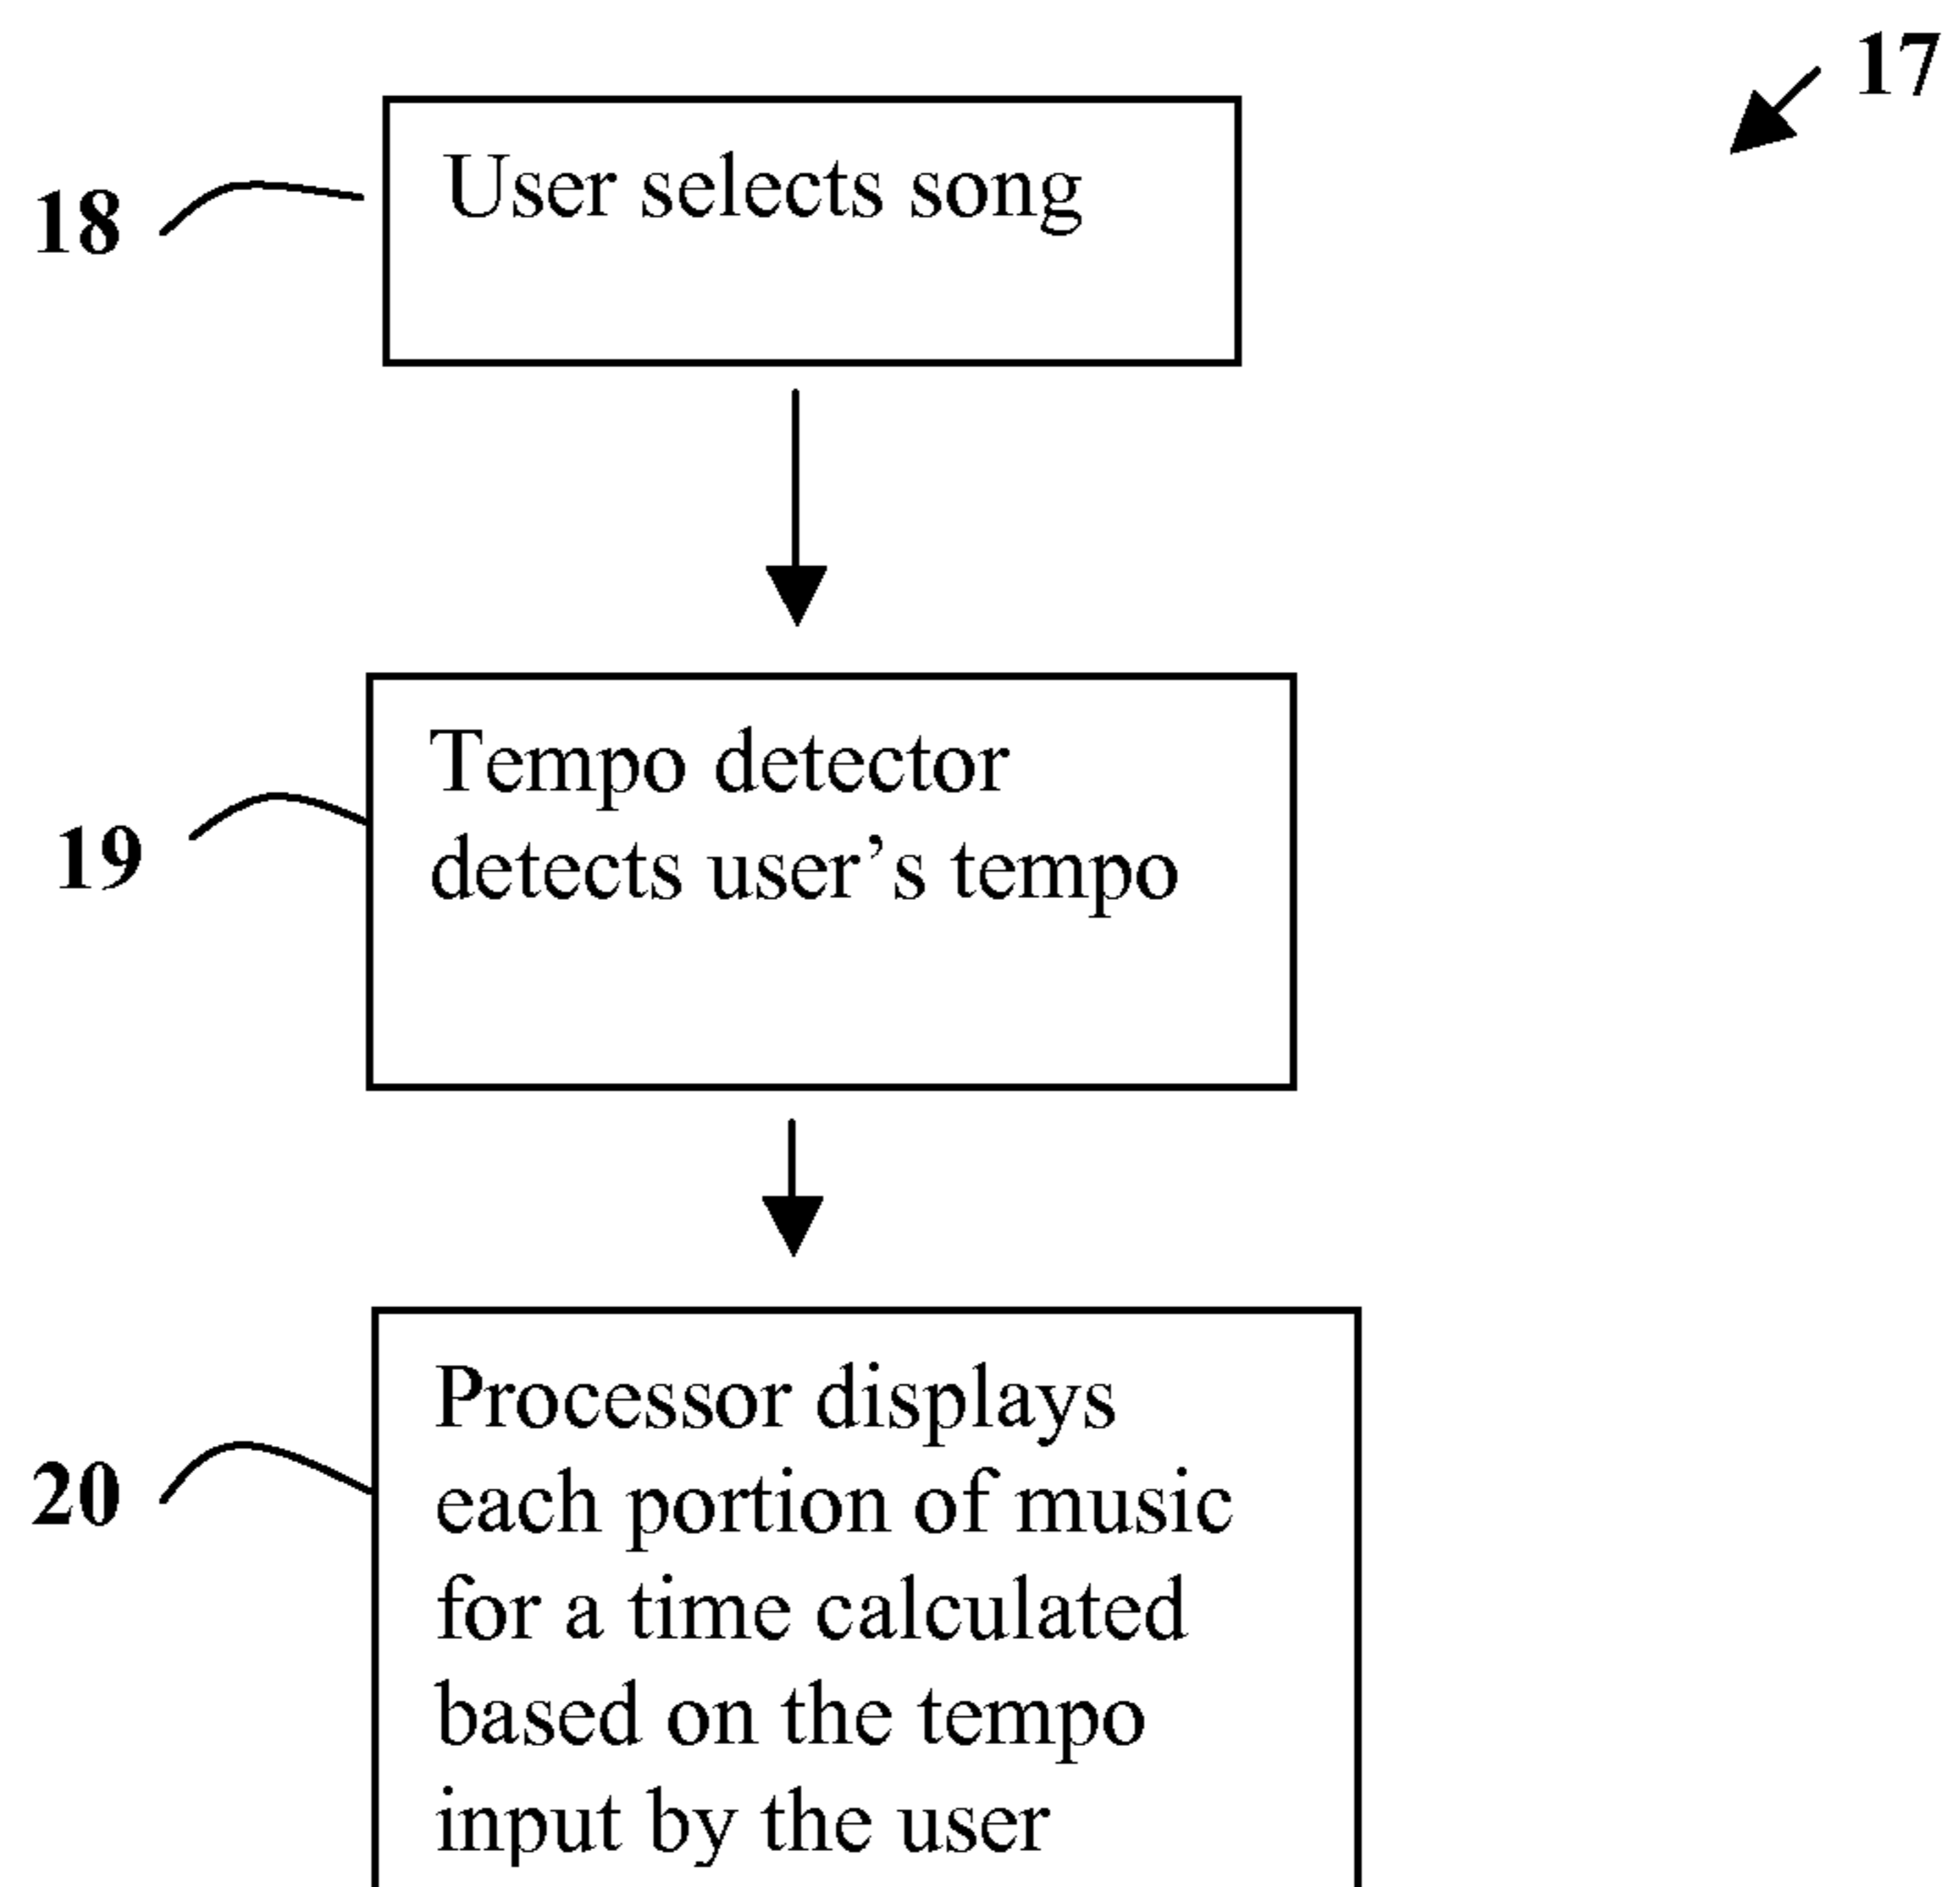 17
18
User selects song
19
Tempo detector
detects user’s tempo
20
Processor displays
each portion of music
for a time calculated
based on the tempo
input by the user